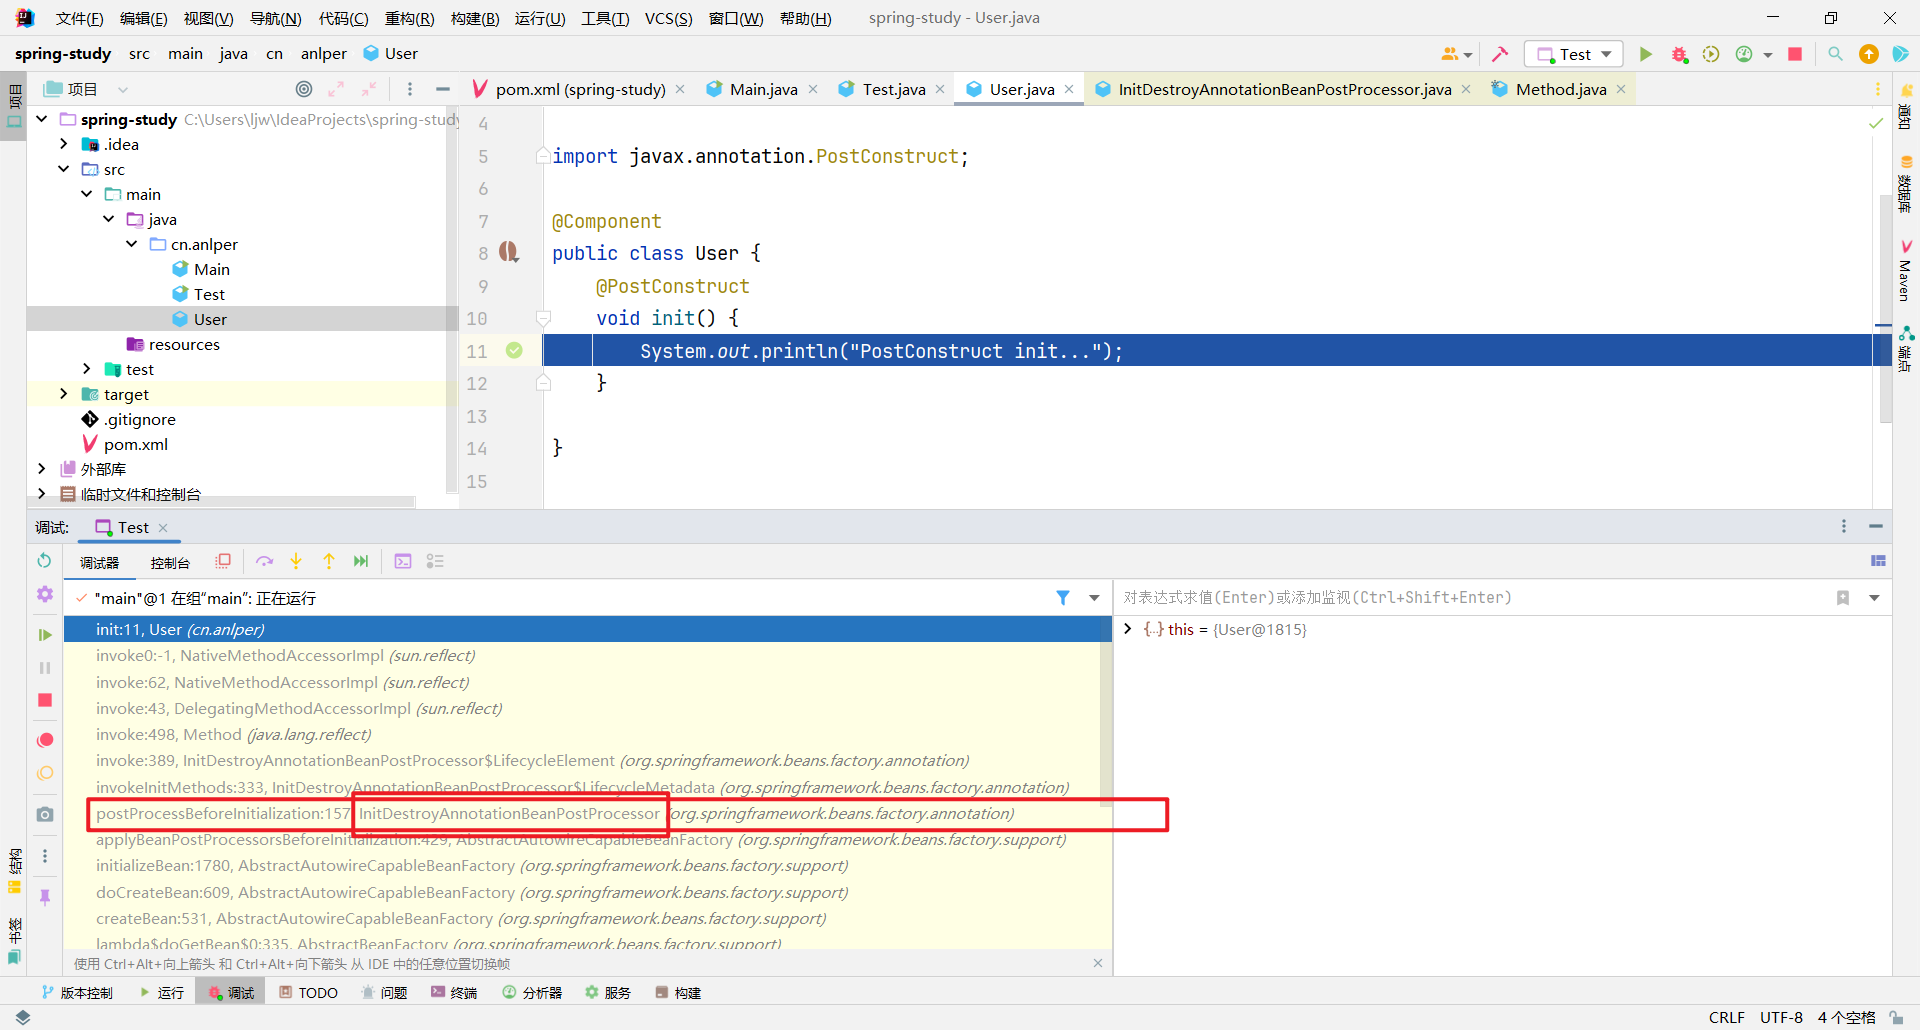 文件(F) 编辑(E) 视图(V) 导航(N) 代码(C) 重构(R) 构建(B) 运行(U) 工具(T) VCS(S) 窗口(W) 帮助(H) spring-study - User.java
spring-study src main java cn anlper User Test
项目 pom.xml (spring-study) Main.java Test.java User.java InitDestroyAnnotationBeanPostProcessor.java Method.java
项目
通知
数据库
Maven
端点
spring-study C:\Users\ljw\IdeaProjects\spring-study
.idea
src
main
java
cn.anlper
Main
Test
User
resources
test
target
.gitignore
pom.xml
外部库
临时文件和控制台
4
5 import javax.annotation.PostConstruct;
6
7 @Component
8 public class User {
9 @PostConstruct
10 void init() {
11 System.out.println("PostConstruct init...");
12 }
13
14 }
15
调试: Test
调试器 控制台
"main"@1 在组"main": 正在运行
对表达式求值(Enter)或添加监视(Ctrl+Shift+Enter)
init:11, User (cn.anlper)
this = {User@1815}
invoke0:-1, NativeMethodAccessorImpl (sun.reflect)
invoke:62, NativeMethodAccessorImpl (sun.reflect)
invoke:43, DelegatingMethodAccessorImpl (sun.reflect)
invoke:498, Method (java.lang.reflect)
invoke:389, InitDestroyAnnotationBeanPostProcessor$LifecycleElement (org.springframework.beans.factory.annotation)
invokeInitMethods:333, InitDestroyAnnotationBeanPostProcessor$LifecycleMetadata (org.springframework.beans.factory.annotation)
postProcessBeforeInitialization:157, InitDestroyAnnotationBeanPostProcessor (org.springframework.beans.factory.annotation)
applyBeanPostProcessorsBeforeInitialization:429, AbstractAutowireCapableBeanFactory (org.springframework.beans.factory.support)
initializeBean:1780, AbstractAutowireCapableBeanFactory (org.springframework.beans.factory.support)
doCreateBean:609, AbstractAutowireCapableBeanFactory (org.springframework.beans.factory.support)
createBean:531, AbstractAutowireCapableBeanFactory (org.springframework.beans.factory.support)
lambda$doGetBean$0:335, AbstractBeanFactory (org.springframework.beans.factory.support)
使用 Ctrl+Alt+向上箭头 和 Ctrl+Alt+向下箭头 从 IDE 中的任意位置切换帧
结构
书签
版本控制 运行 调试 TODO 问题 终端 分析器 服务 构建
CRLF UTF-8 4 个空格